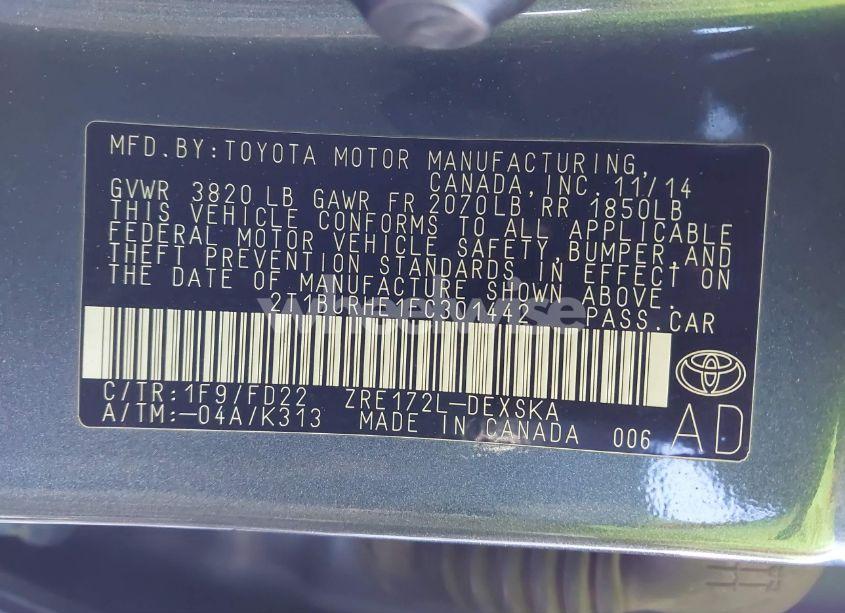 MFD.BY:TOYOTA MOTOR MANUFACTURING,
CANADA,INC. 11/14
GVWR 3820 LB GAWR FR 2070LB RR 1850LB
THIS VEHICLE CONFORMS TO ALL APPLICABLE
FEDERAL MOTOR VEHICLE SAFETY,BUMPER,AND
THEFT PREVENTION STANDARDS IN EFFECT ON
THE DATE OF MANUFACTURE SHOWN ABOVE.
PASS.CAR
wheelwise
C/TR:1F9/FD22 ZRE172L-DEXSKA
A/TM:-04A/K313 MADE IN CANADA 006 AD